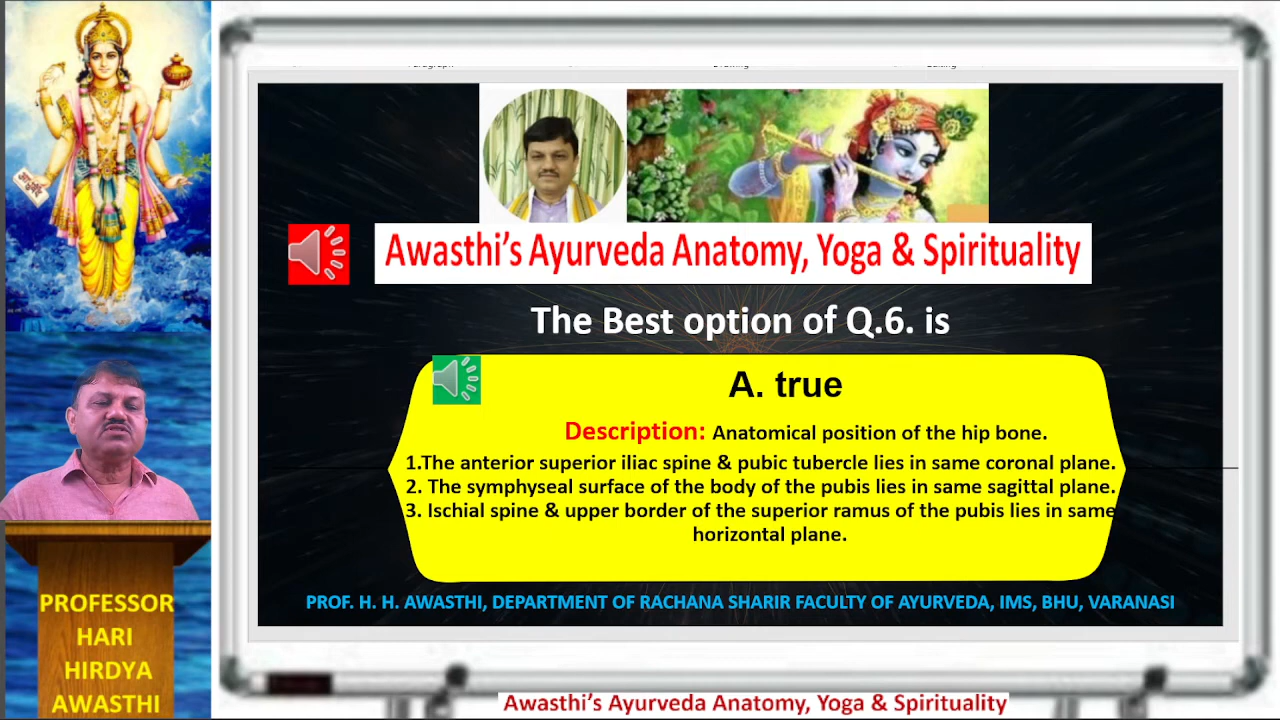 Awasthi's Ayurveda Anatomy, Yoga & Spirituality
The Best option of Q.6. is
A. true
Description: Anatomical position of the hip bone.
1.The anterior superior iliac spine & pubic tubercle lies in same coronal plane.
2. The symphyseal surface of the body of the pubis lies in same sagittal plane.
3. Ischial spine & upper border of the superior ramus of the pubis lies in same
horizontal plane.
PROF. H. H. AWASTHI, DEPARTMENT OF RACHANA SHARIR FACULTY OF AYURVEDA, IMS, BHU, VARANASI
PROFESSOR
HARI
HIRDYA
AWASTHI
Awasthi's Ayurveda Anatomy, Yoga & Spirituality